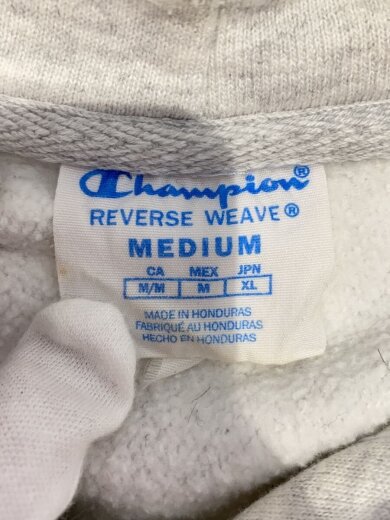 Champion®
REVERSE WEAVE®
MEDIUM
CA MEX JPN
M/M M XL
MADE IN HONDURAS
FABRIQUÉ AU HONDURAS
HECHO EN HONDURAS